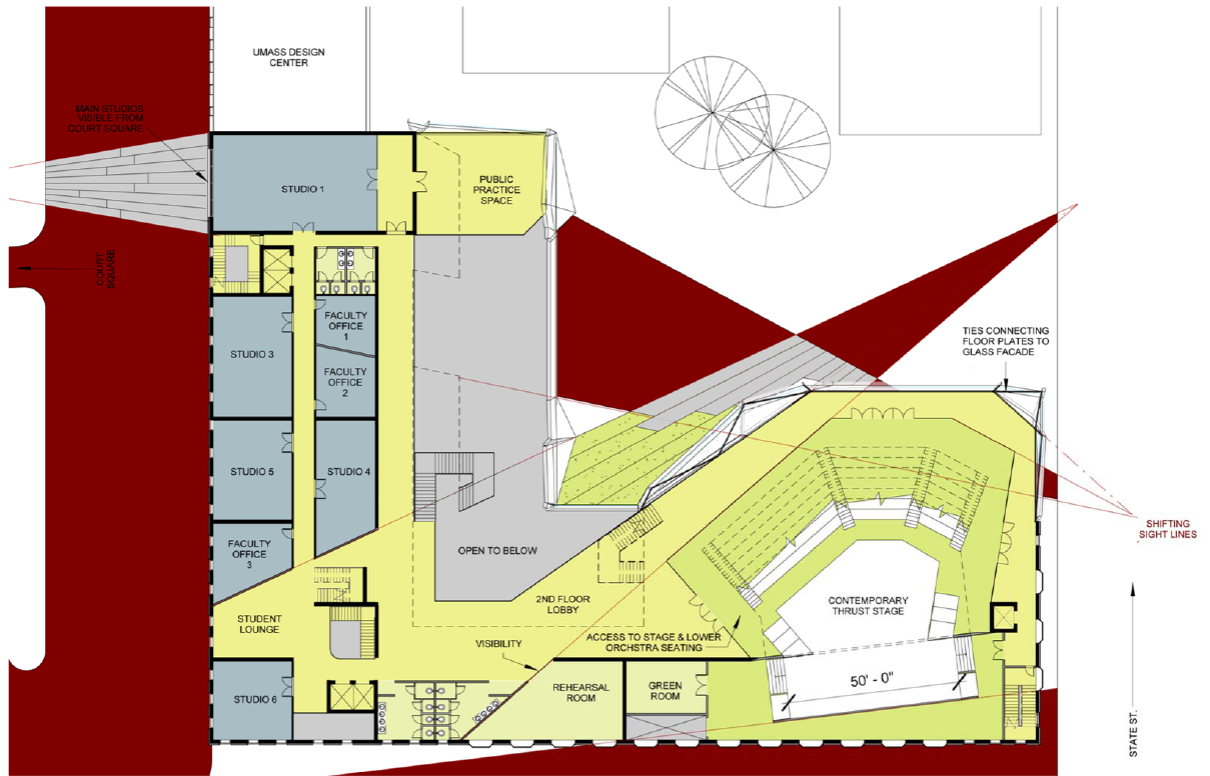 UMASS DESIGN
CENTER
MAIN STUDIOS
VISIBLE FROM
COURT SQUARE
STUDIO 1
PUBLIC
PRACTICE
SPACE
COURT
SQUARE
FACULTY
OFFICE
1
STUDIO 3
FACULTY
OFFICE
2
TIES CONNECTING
FLOOR PLATES TO
GLASS FACADE
STUDIO 5
STUDIO 4
SHIFTING
SIGHT LINES
FACULTY
OFFICE
3
OPEN TO BELOW
2ND FLOOR
LOBBY
CONTEMPORARY
THRUST STAGE
STUDENT
LOUNGE
VISIBILITY
ACCESS TO STAGE & LOWER
ORCHSTRA SEATING
STUDIO 6
REHEARSAL
ROOM
GREEN
ROOM
50' - 0"
STATE ST.